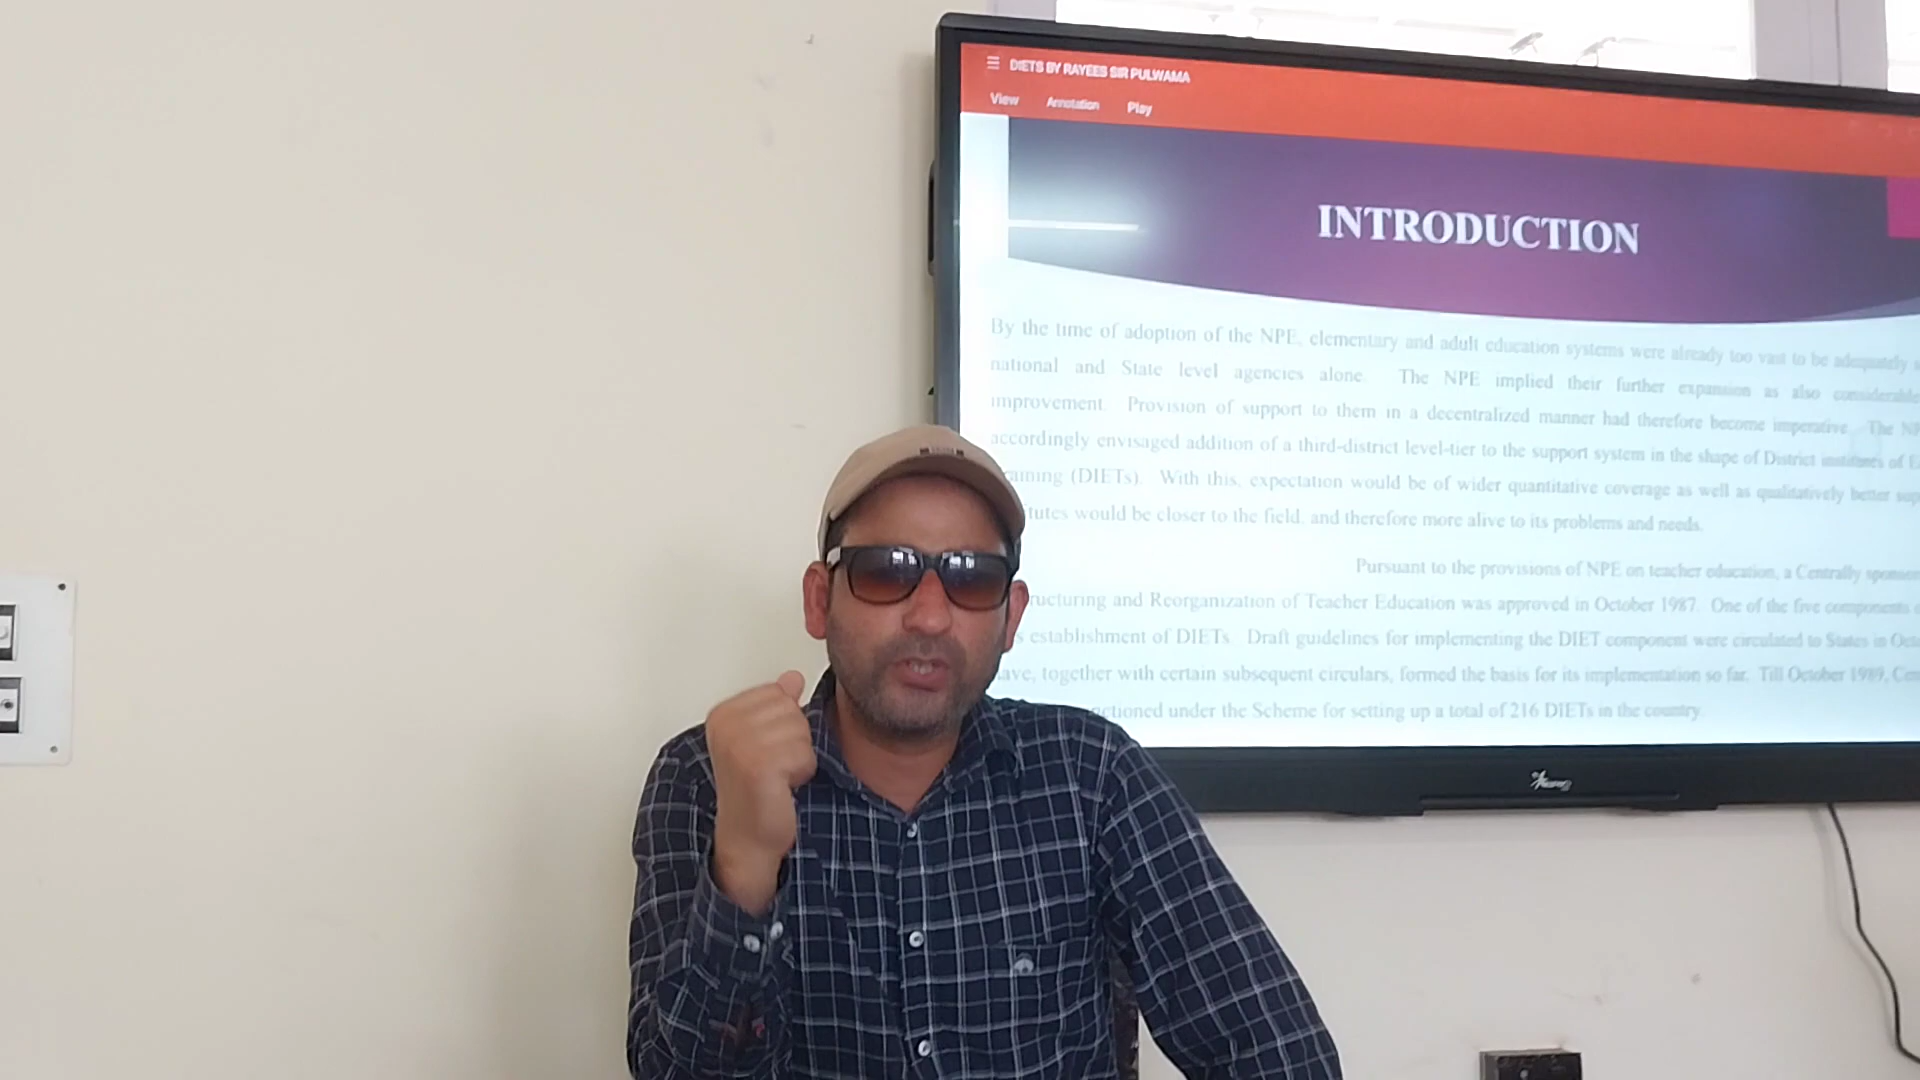 DIETS BY RAYEES SIR PULWAMA
View Annotation Play
INTRODUCTION
By the time of adoption of the NPE, elementary and adult education systems were already too vast to be adequately
national and State level agencies alone. The NPE implied their further expansion as also considerable
improvement. Provision of support to them in a decentralized manner had therefore become imperative. The
accordingly envisaged addition of a third-district level-tier to the support system in the shape of District institutes of
(DIETs). With this, expectation would be of wider quantitative coverage as well as qualitatively better
would be closer to the field, and therefore more alive to its problems and needs.
Pursuant to the provisions of NPE on teacher education, a Centrally
and Reorganization of Teacher Education was approved in October 1987. One of the five components
establishment of DIETs. Draft guidelines for implementing the DIET component were circulated to States in
together with certain subsequent circulars, formed the basis for its implementation so far. Till October 1989,
under the Scheme for setting up a total of 216 DIETs in the country.